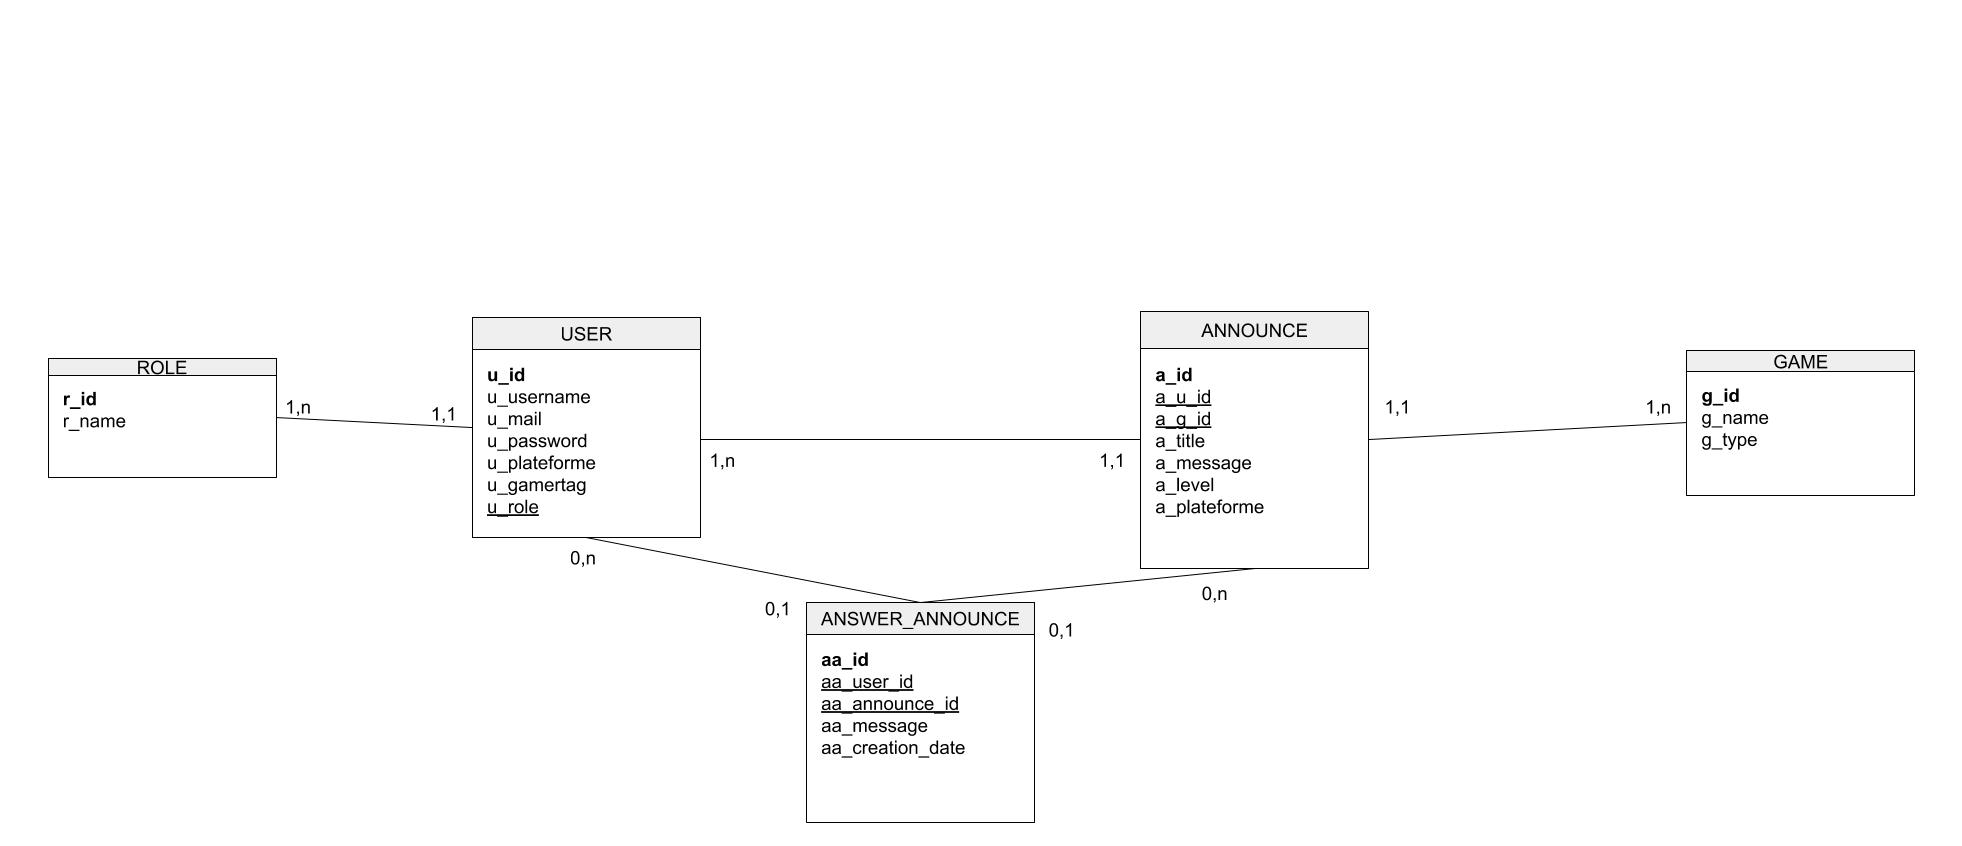 ROLE
r_id
r_name
1,n
1,1
USER
u_id
u_username
u_mail
u_password
u_plateforme
u_gamertag
u_role
1,n
1,1
ANNOUNCE
a_id
a_u_id
a_g_id
a_title
a_message
a_level
a_plateforme
1,1
1,n
GAME
g_id
g_name
g_type
0,n
0,1
0,n
0,1
ANSWER_ANNOUNCE
aa_id
aa_user_id
aa_announce_id
aa_message
aa_creation_date